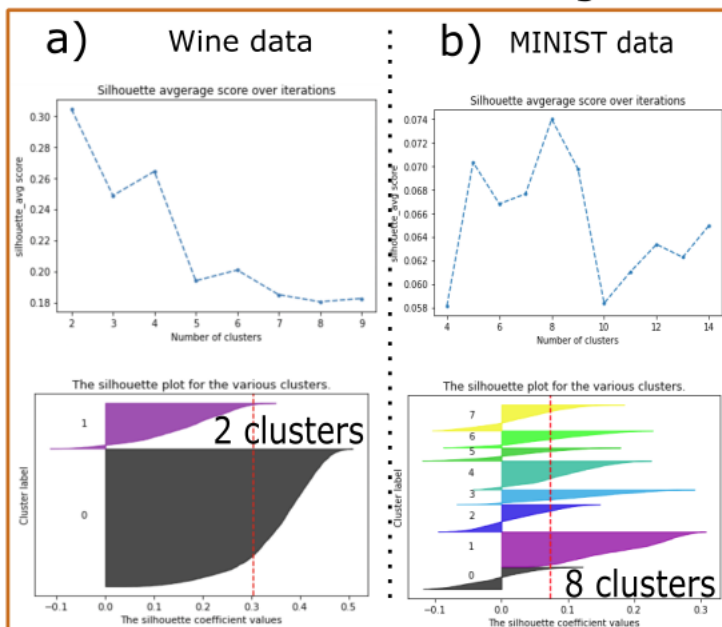 a) Wine data
Silhouette avgerage score over iterations
silhouette_avg score
0.30
0.28
0.26
0.24
0.22
0.20
0.18
2 3 4 5 6 7 8 9
Number of clusters
The silhouette plot for the various clusters.
Cluster label
1
2 clusters
0
−0.1 0.0 0.1 0.2 0.3 0.4 0.5
The silhouette coefficient values
b) MINIST data
Silhouette avgerage score over iterations
silhouette_avg score
0.074
0.072
0.070
0.068
0.066
0.064
0.062
0.060
0.058
4 6 8 10 12 14
Number of clusters
The silhouette plot for the various clusters.
Cluster label
7
6
5
4
3
2
1
0
8 clusters
−0.1 0.0 0.1 0.2 0.3
The silhouette coefficient values